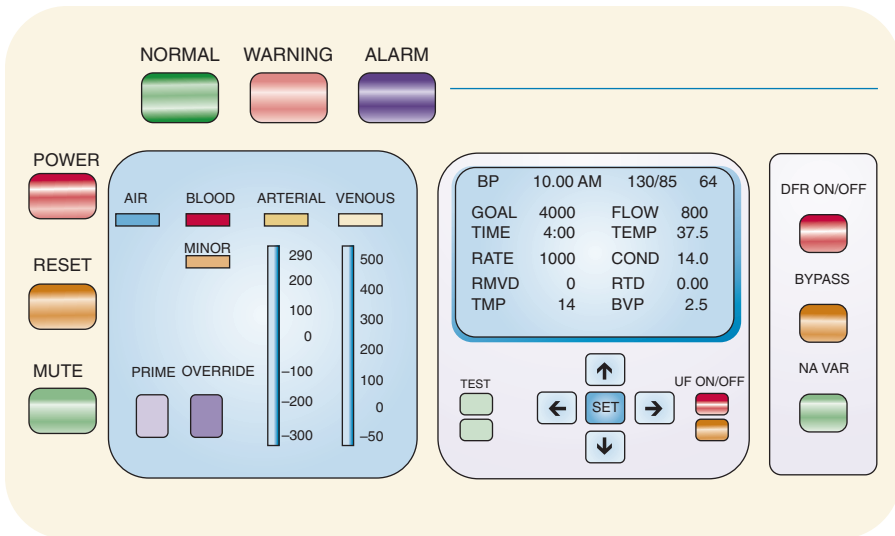 NORMAL WARNING ALARM
POWER
RESET
MUTE
AIR BLOOD ARTERIAL VENOUS
MINOR
290
200
100
0
–100
–200
–300
500
400
300
200
100
0
–50
PRIME OVERRIDE
BP 10.00 AM 130/85 64
GOAL 4000 FLOW 800
TIME 4:00 TEMP 37.5
RATE 1000 COND 14.0
RMVD 0 RTD 0.00
TMP 14 BVP 2.5
TEST
SET
UF ON/OFF
DFR ON/OFF
BYPASS
NA VAR